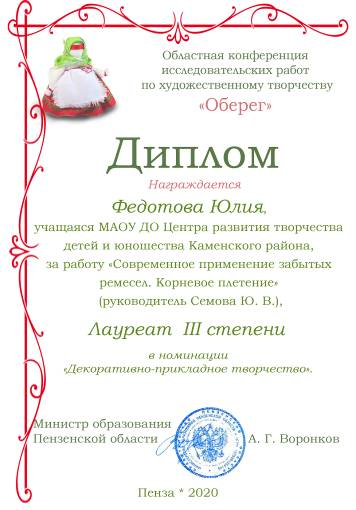 Областная конференция
исследовательских работ
по художественному творчеству
«Оберег»
Диплом
Награждается
Федотова Юлия,
учащаяся МАОУ ДО Центра развития творчества
детей и юношества Каменского района,
за работу «Современное применение забытых
ремесел. Корневое плетение»
(руководитель Семова Ю. В.),
Лауреат III степени
в номинации
«Декоративно-прикладное творчество».
Министр образования
Пензенской области А. Г. Воронков
Пенза * 2020